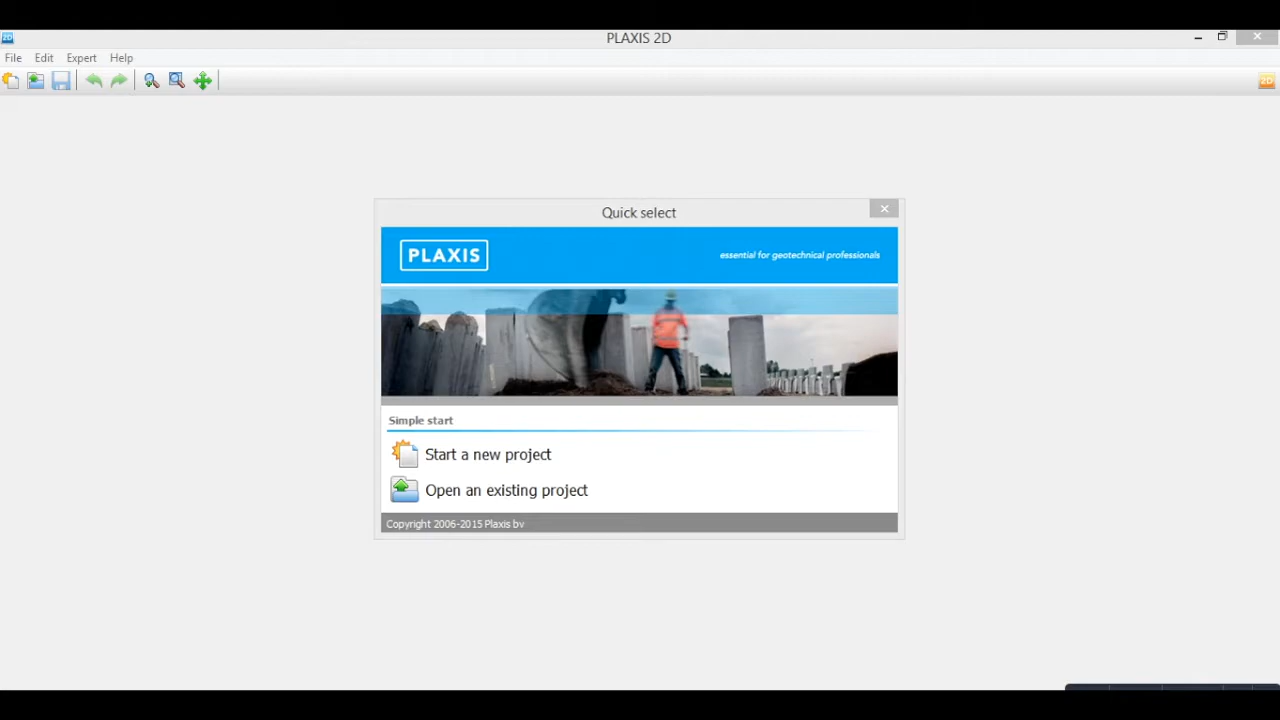 PLAXIS 2D
File Edit Expert Help
2D
Quick select
PLAXIS
essential for geotechnical professionals
Simple start
Start a new project
Open an existing project
Copyright 2006-2015 Plaxis bv